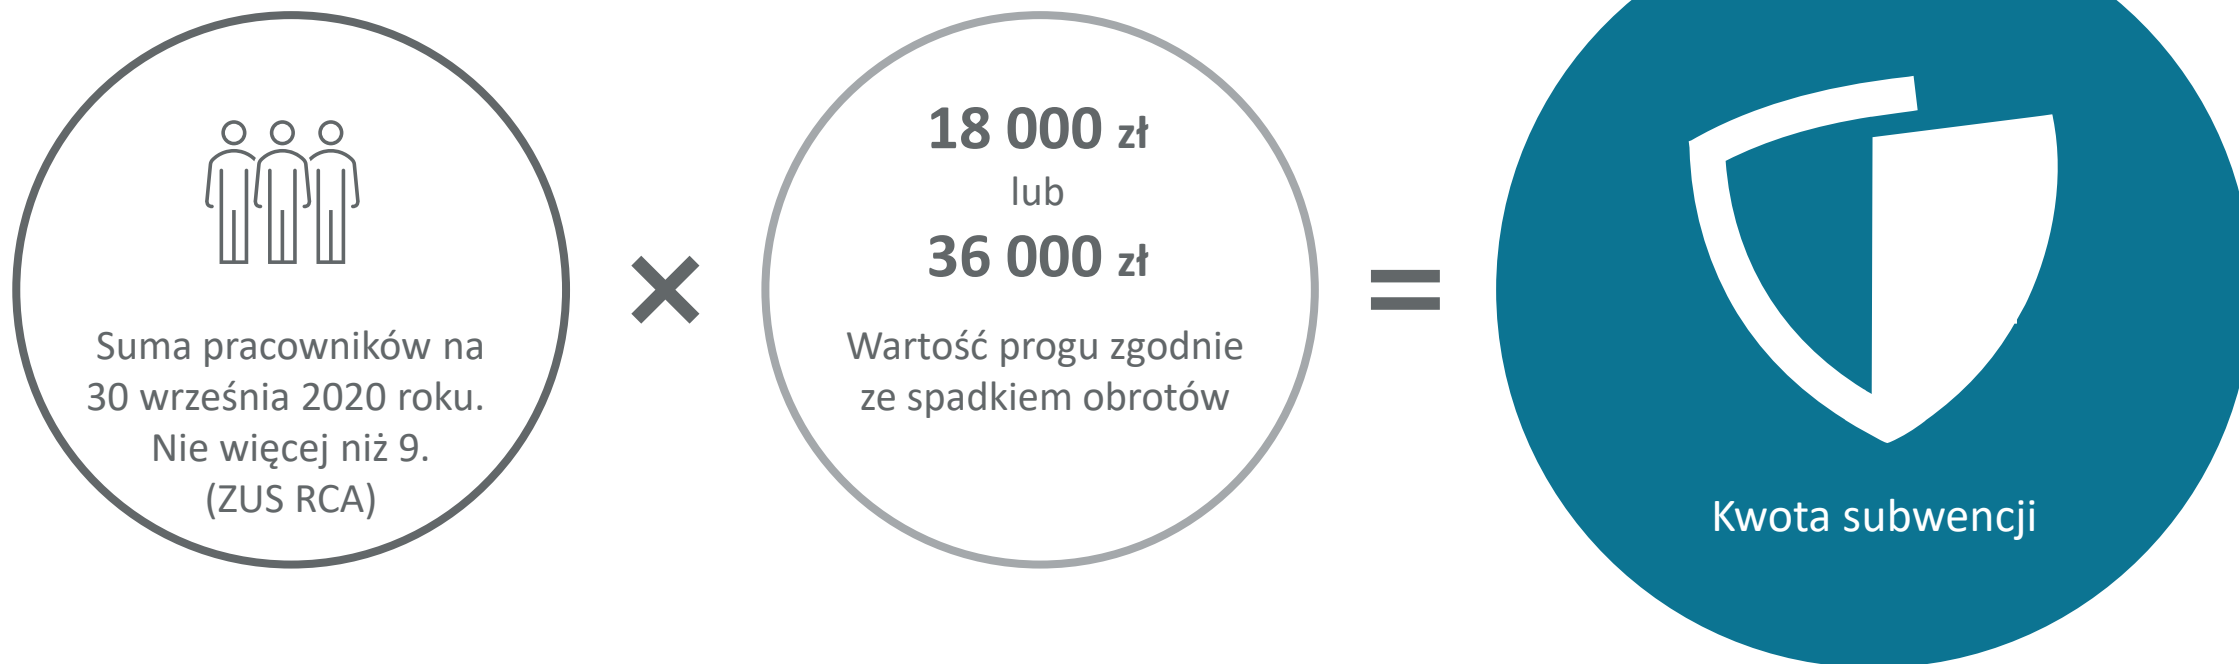 Suma pracowników na
30 września 2020 roku.
Nie więcej niż 9.
(ZUS RCA)
×
18 000 zł
lub
36 000 zł
Wartość progu zgodnie
ze spadkiem obrotów
=
Kwota subwencji